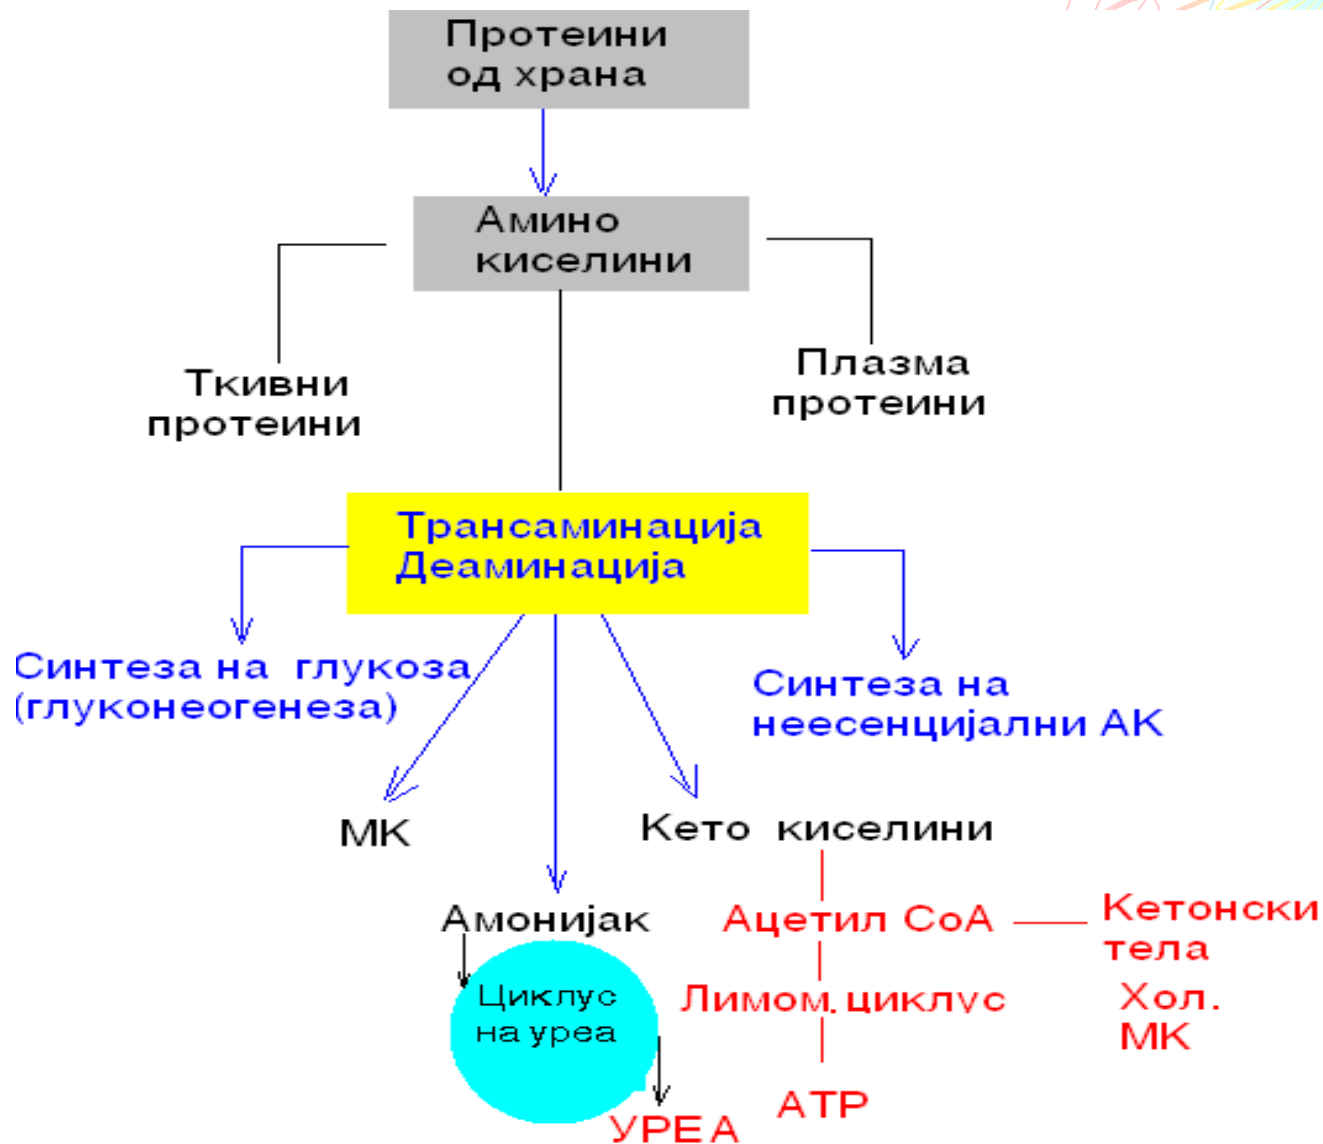 Протеини
од храна
Амино
киселини
Ткивни
протеини
Плазма
протеини
Трансаминација
Деаминација
Синтеза на глукоза
(глуконеогенеза)
Синтеза на
неесенцијални АК
МК
Кето киселини
Амонијак
Ацетил СоА
Кетонски
тела
Циклус
на уреа
Лимом. циклус
Хол.
МК
УРЕА
АТР